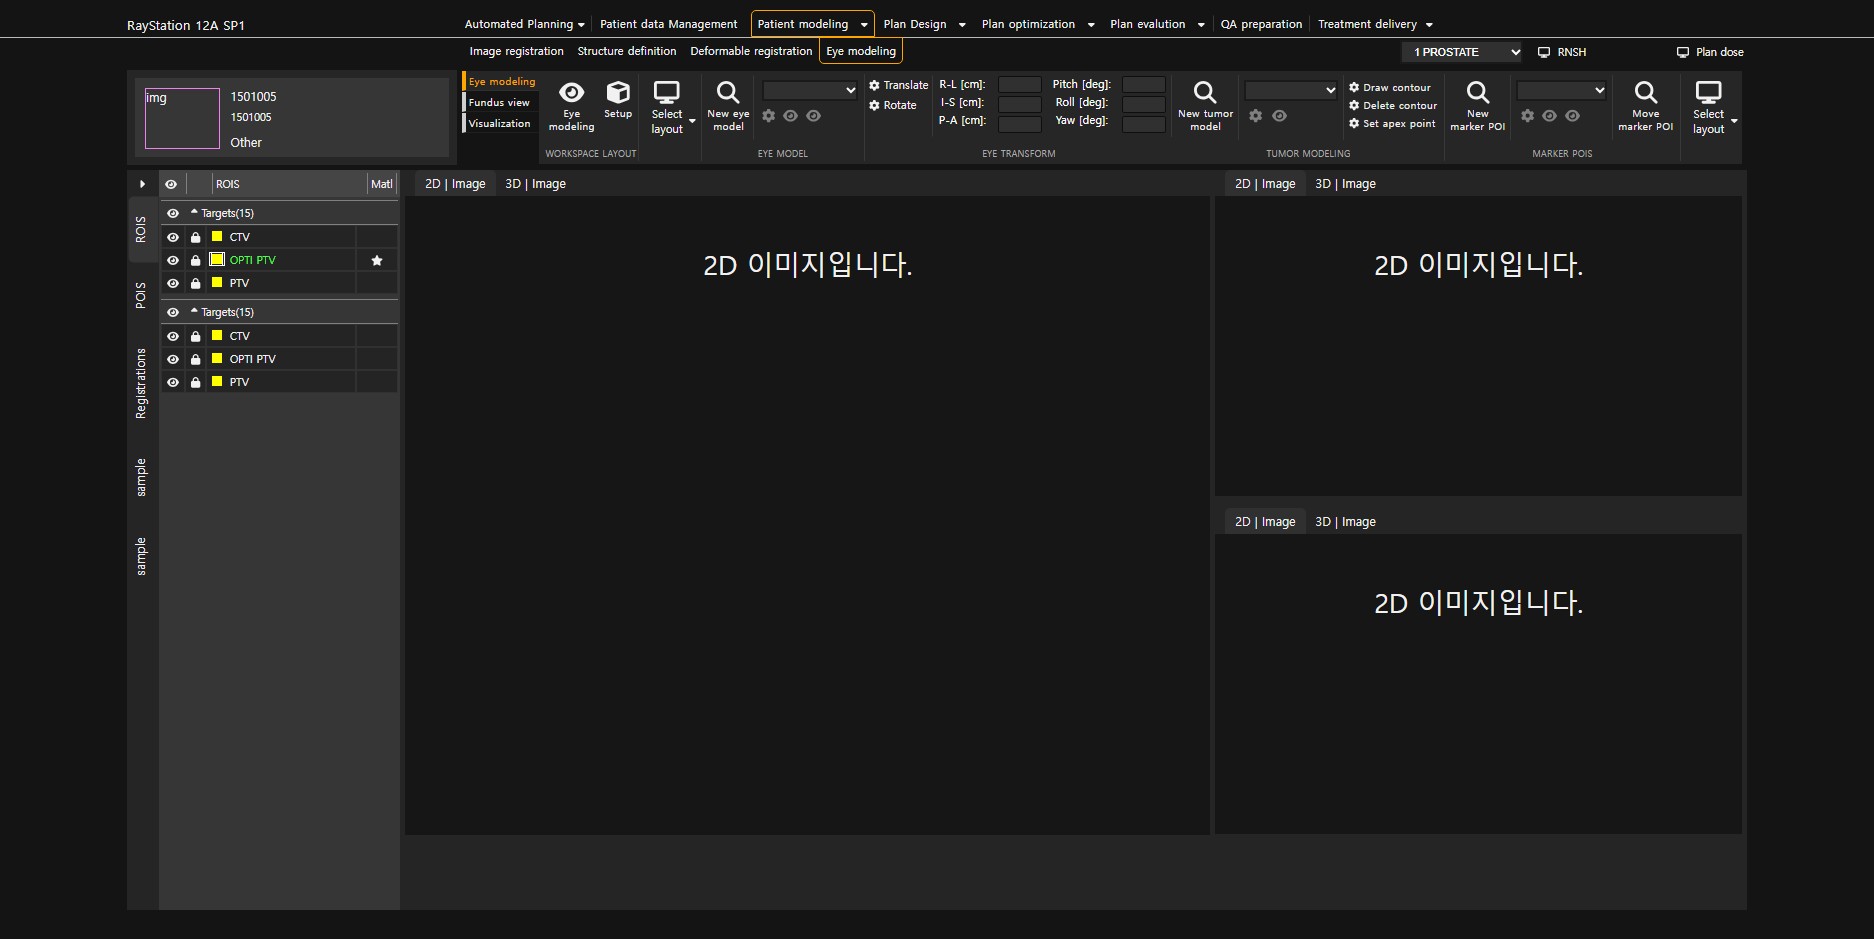 RayStation 12A SP1
Automated Planning
Patient data Management
Patient modeling
Plan Design
Plan optimization
Plan evalution
QA preparation
Treatment delivery
Image registration
Structure definition
Deformable registration
Eye modeling
1 PROSTATE
RNSH
Plan dose
img
1501005
1501005
Other
Eye modeling
Fundus view
Visualization
Eye
modeling
Setup
WORKSPACE LAYOUT
Select
layout
New eye
model
EYE MODEL
Translate
Rotate
R-L [cm]:
I-S [cm]:
P-A [cm]:
Pitch [deg]:
Roll [deg]:
Yaw [deg]:
EYE TRANSFORM
New tumor
model
Draw contour
Delete contour
Set apex point
TUMOR MODELING
New
marker POI
MARKER POIS
Move
marker POI
Select
layout
ROIS
Matl
Targets(15)
CTV
OPTI PTV
PTV
Targets(15)
CTV
OPTI PTV
PTV
ROIS
POIS
Registrations
sample
sample
2D | Image
3D | Image
2D 이미지입니다.
2D | Image
3D | Image
2D 이미지입니다.
2D | Image
3D | Image
2D 이미지입니다.